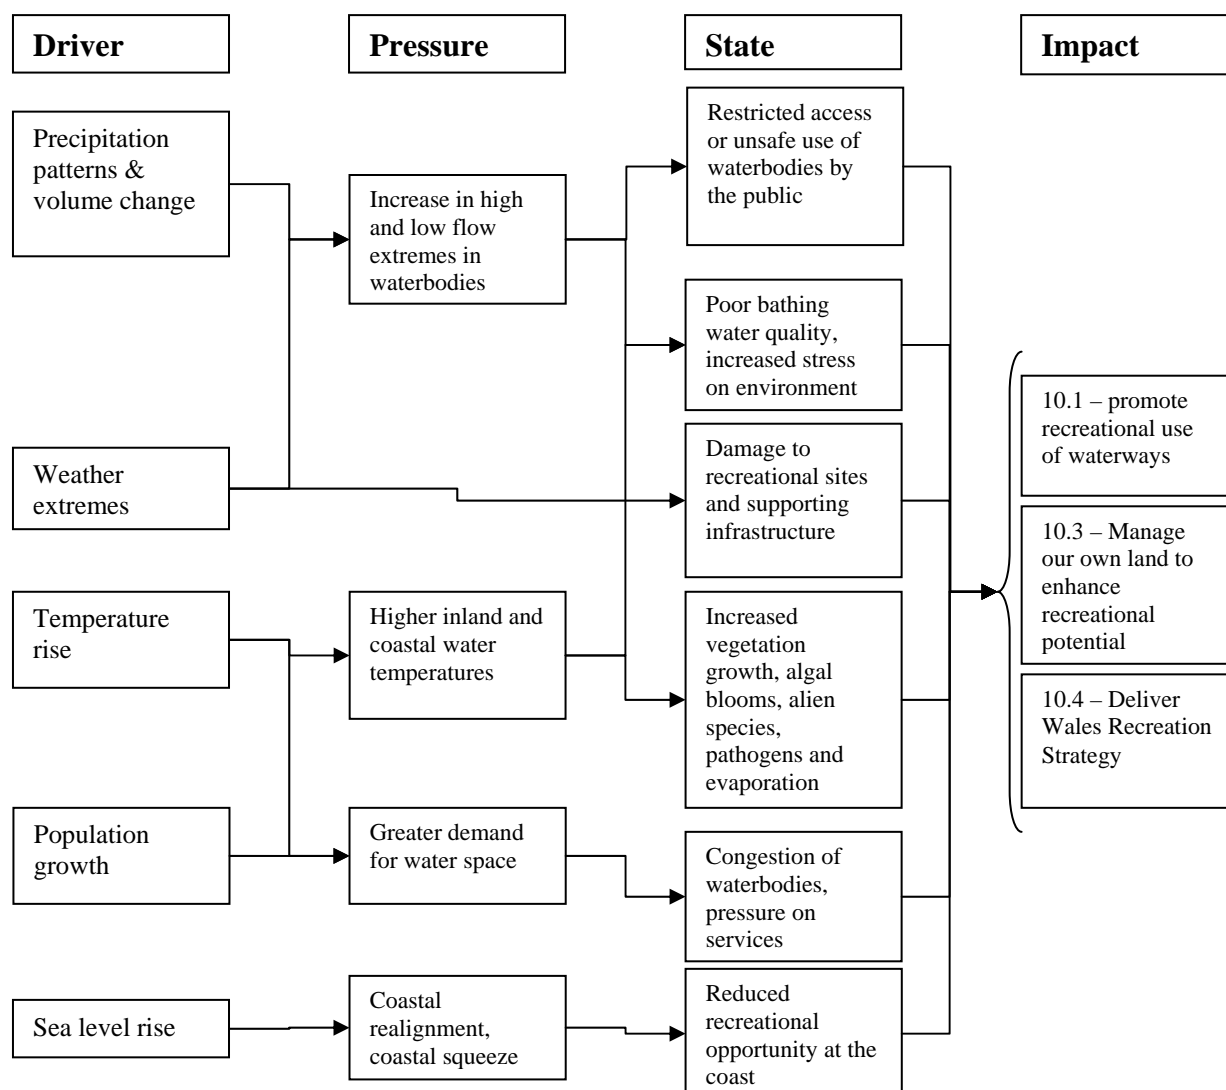 Driver
Pressure
State
Impact
Precipitation
patterns &
volume change
Weather
extremes
Temperature
rise
Population
growth
Sea level rise
Increase in high
and low flow
extremes in
waterbodies
Higher inland and
coastal water
temperatures
Greater demand
for water space
Coastal
realignment,
coastal squeeze
Restricted access
or unsafe use of
waterbodies by
the public
Poor bathing
water quality,
increased stress
on environment
Damage to
recreational sites
and supporting
infrastructure
Increased
vegetation
growth, algal
blooms, alien
species,
pathogens and
evaporation
Congestion of
waterbodies,
pressure on
services
Reduced
recreational
opportunity at the
coast
10.1 – promote
recreational use
of waterways
10.3 – Manage
our own land to
enhance
recreational
potential
10.4 – Deliver
Wales Recreation
Strategy